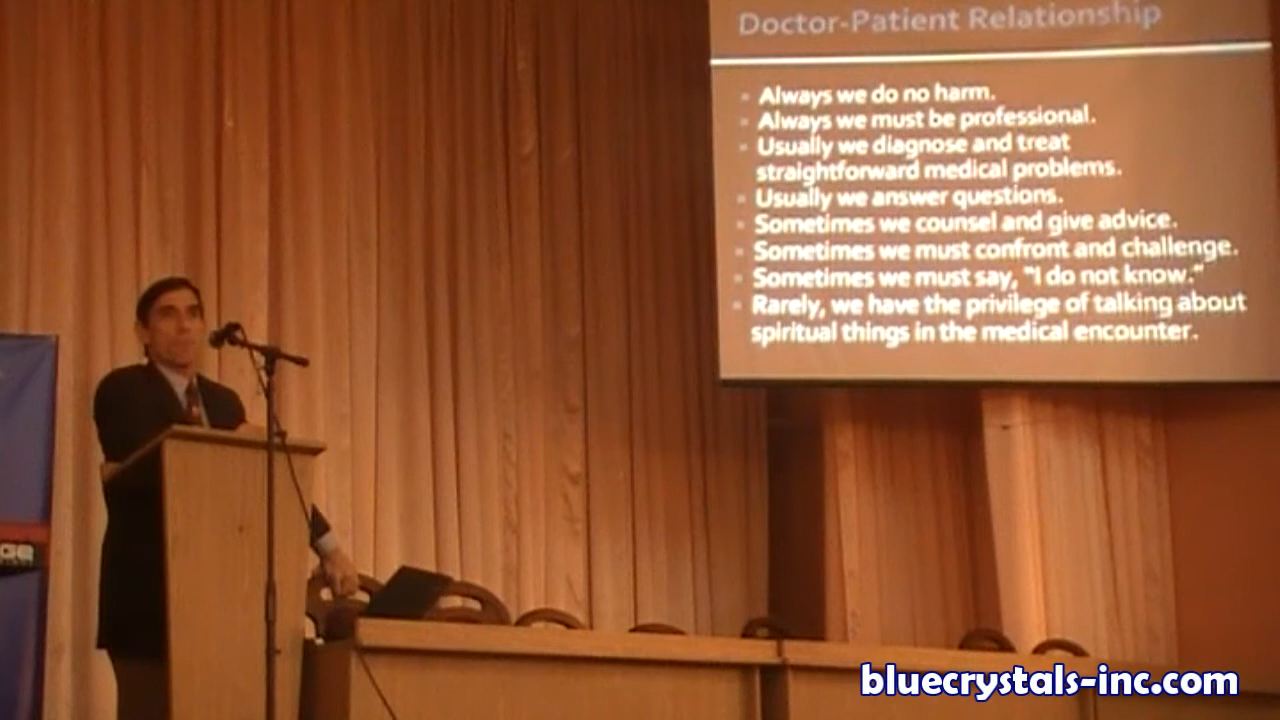 Doctor-Patient Relationship
Always we do no harm.
Always we must be professional.
Usually we diagnose and treat
straightforward medical problems.
Usually we answer questions.
Sometimes we counsel and give advice.
Sometimes we must confront and challenge.
Sometimes we must say, "I do not know."
Rarely, we have the privilege of talking about
spiritual things in the medical encounter.
GE
bluecrystals-inc.com